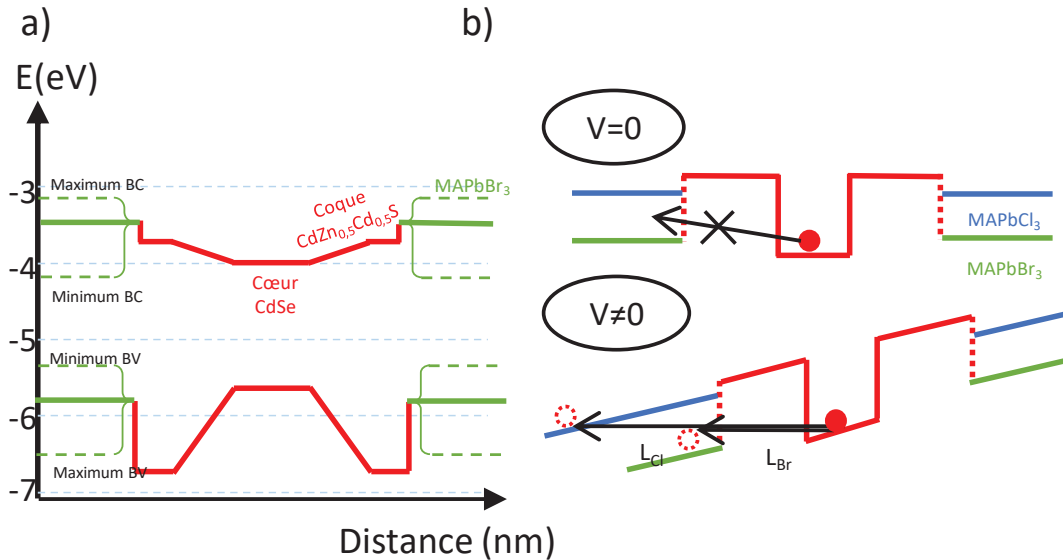 a)
b)
E(eV)
V=0
Maximum BC
MAPbBr3
-3
Coque
CdZn0,5Cd0,5S
MAPbCl3
-4
Minimum BC
Cœur
CdSe
MAPbBr3
V≠0
-5
Minimum BV
-6
LCl
LBr
Maximum BV
-7
Distance (nm)